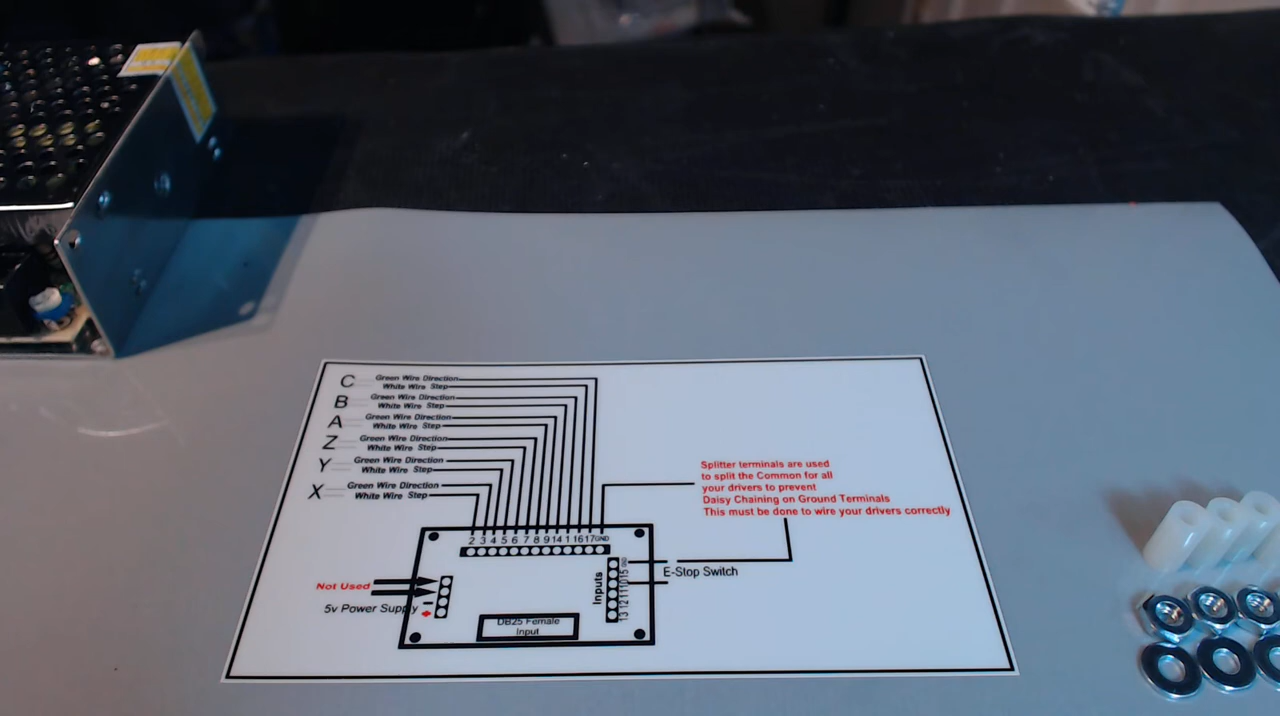 C Green Wire Direction
White Wire Step
B Green Wire Direction
White Wire Step
A Green Wire Direction
White Wire Step
Z Green Wire Direction
White Wire Step
Y Green Wire Direction
White Wire Step
X Green Wire Direction
White Wire Step
Splitter terminals are used
to split the Common for all
your drivers to prevent
Daisy Chaining on Ground Terminals
This must be done to wire your drivers correctly
2 3 4 5 6 7 8 9 14 1 16 17 GND
GND
E-Stop Switch
Inputs
13 12 11 10 15
Not Used
5v Power Supply
- +
DB25 Female
Input